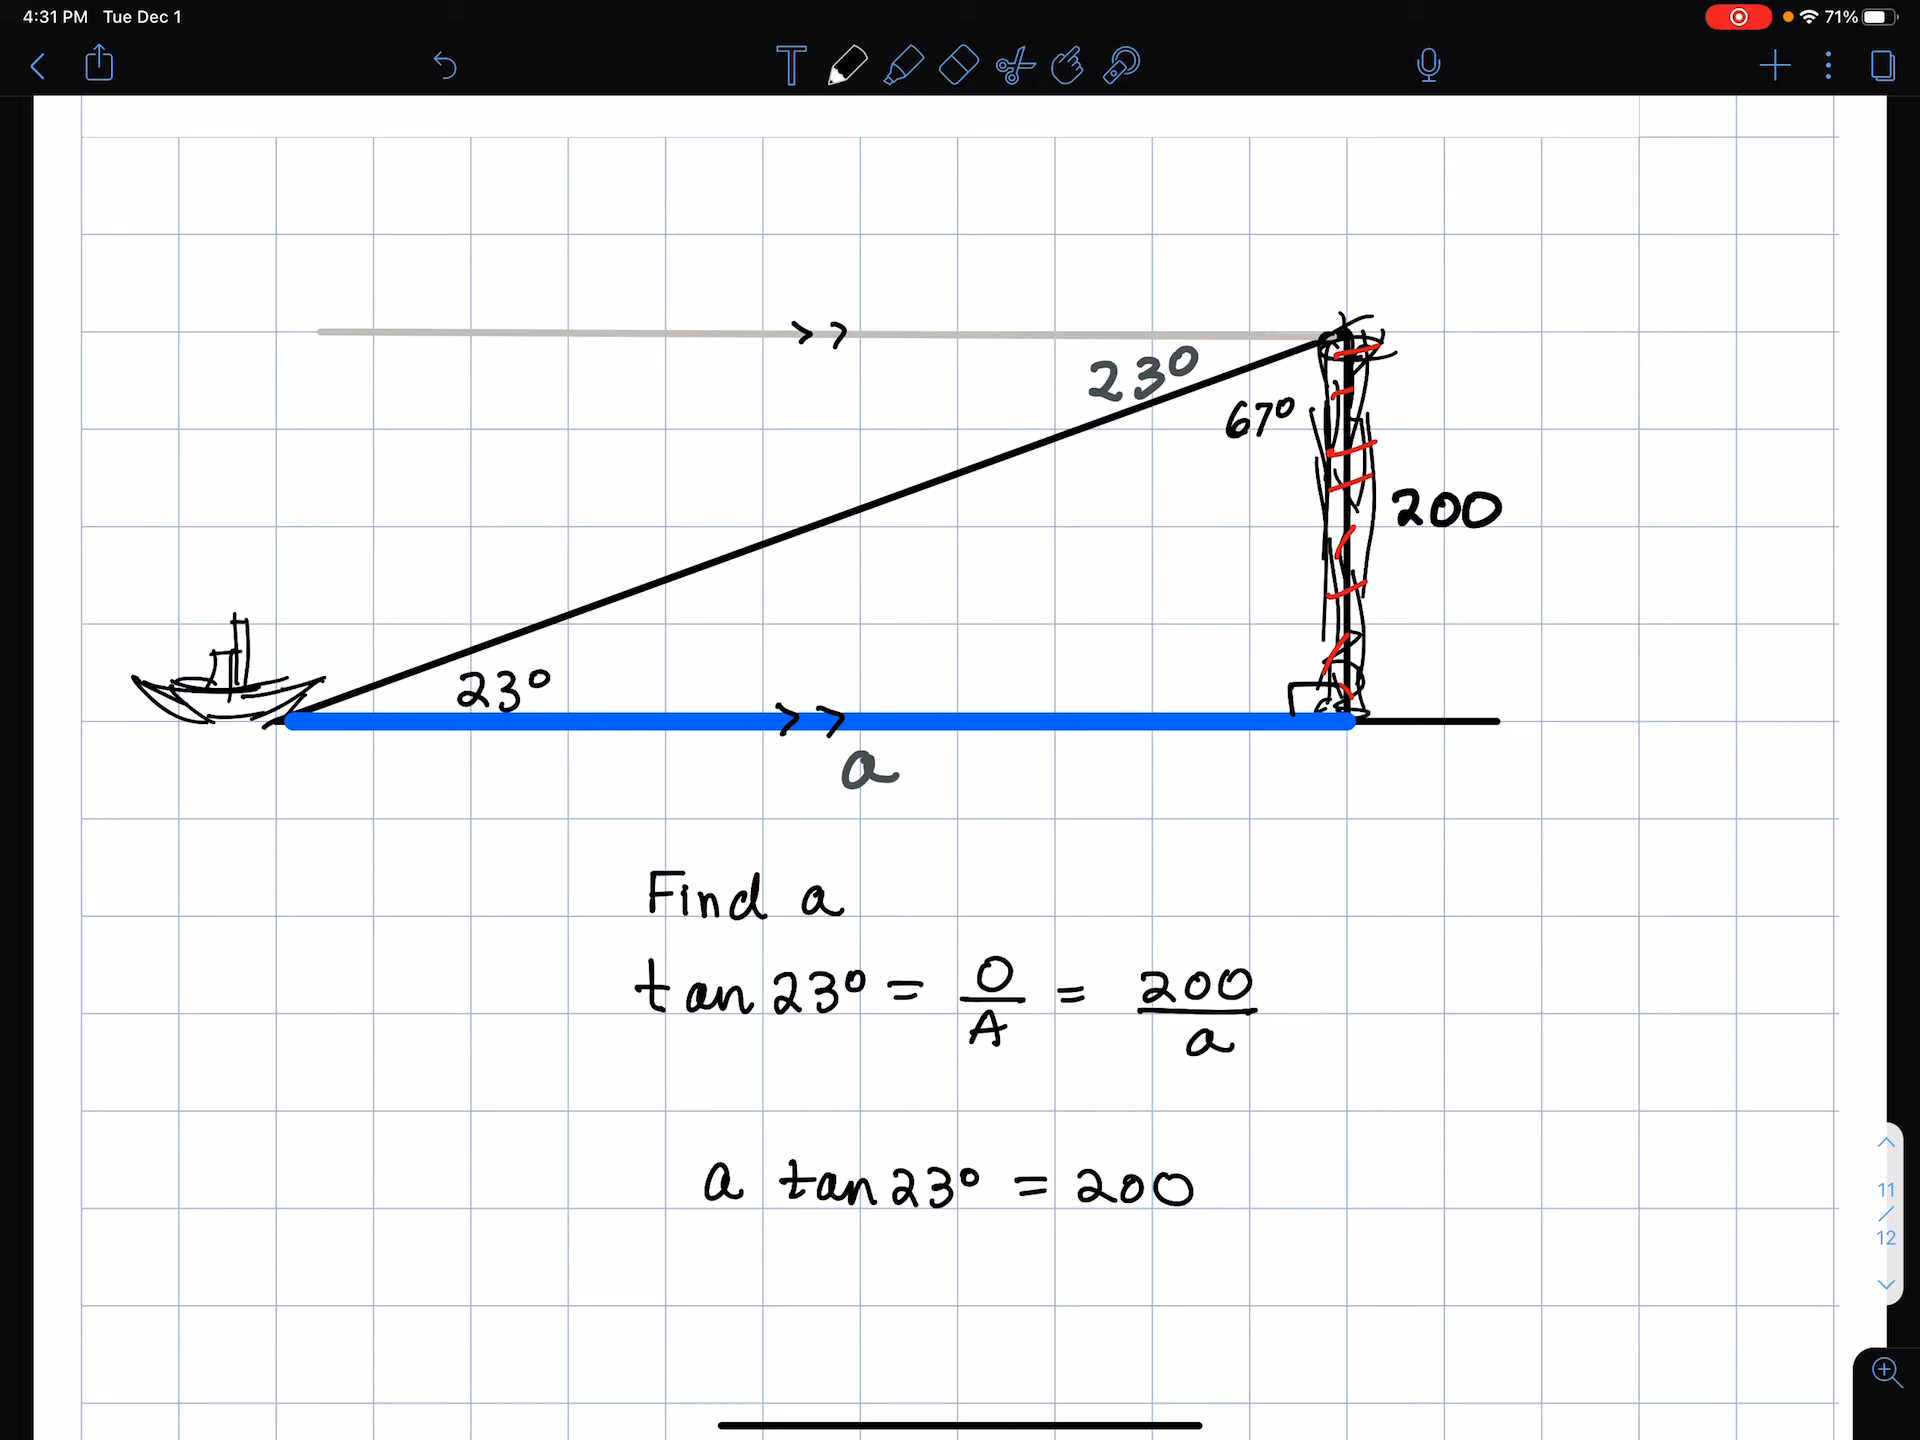 4:31 PM Tue Dec 1
71%
T
23°
67°
200
23°
a
Find a
tan 23° = O/A = 200/a
a tan 23° = 200
11
/
12